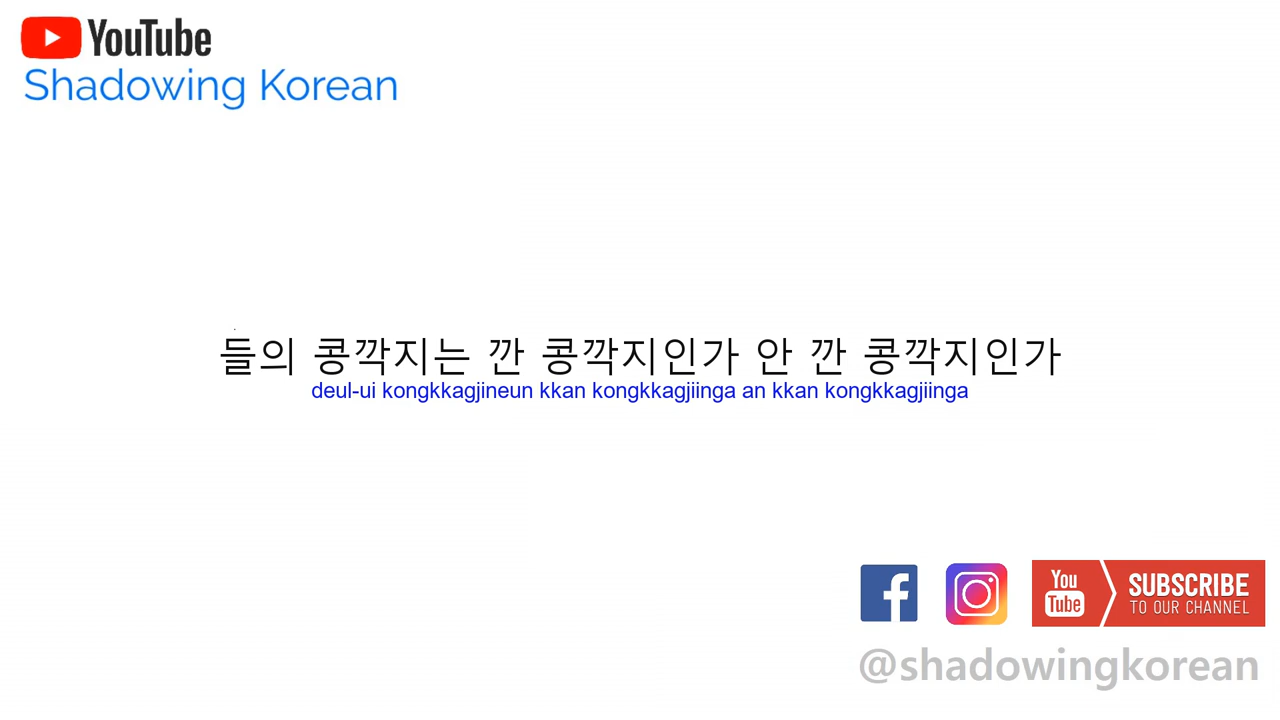 YouTube
Shadowing Korean
들의 콩깍지는 깐 콩깍지인가 안 깐 콩깍지인가
deul-ui kongkkagjineun kkan kongkkagjiinga an kkan kongkkagjiinga
You
Tube
SUBSCRIBE
TO OUR CHANNEL
@shadowingkorean